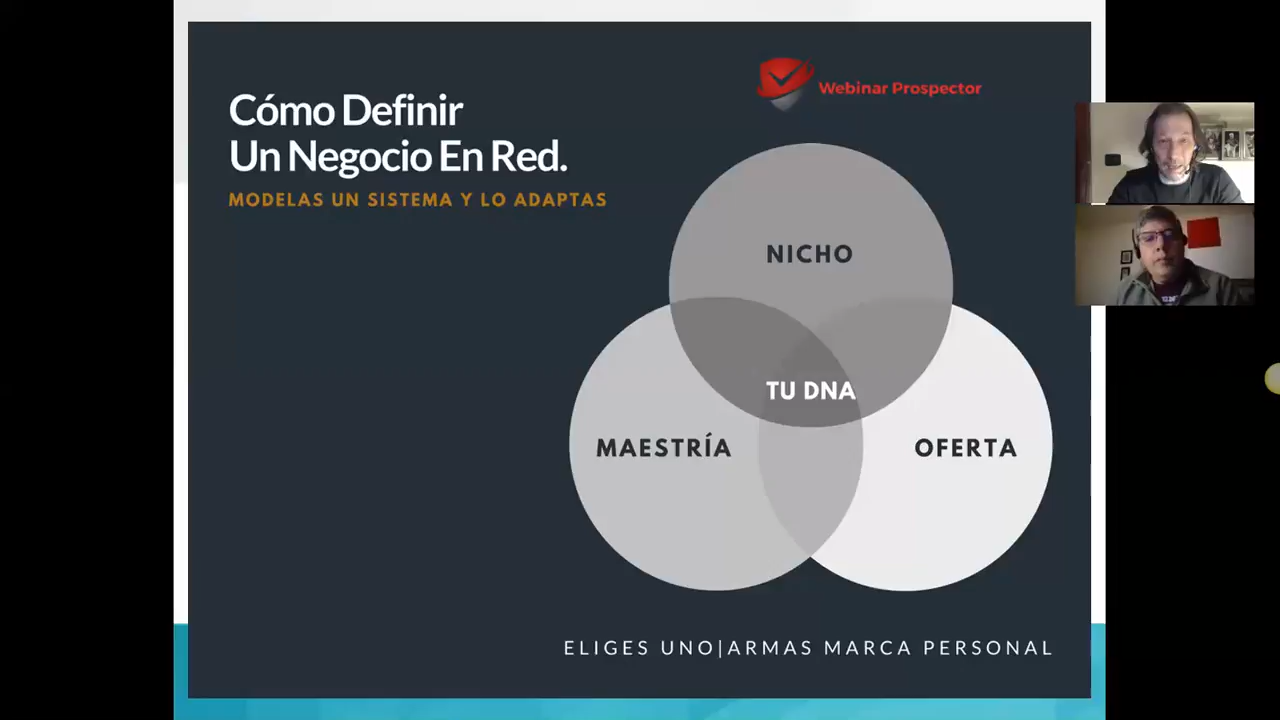 Cómo Definir
Un Negocio En Red.
MODELAS UN SISTEMA Y LO ADAPTAS
Webinar Prospector
NICHO
TU DNA
MAESTRÍA
OFERTA
ELIGES UNO|ARMAS MARCA PERSONAL